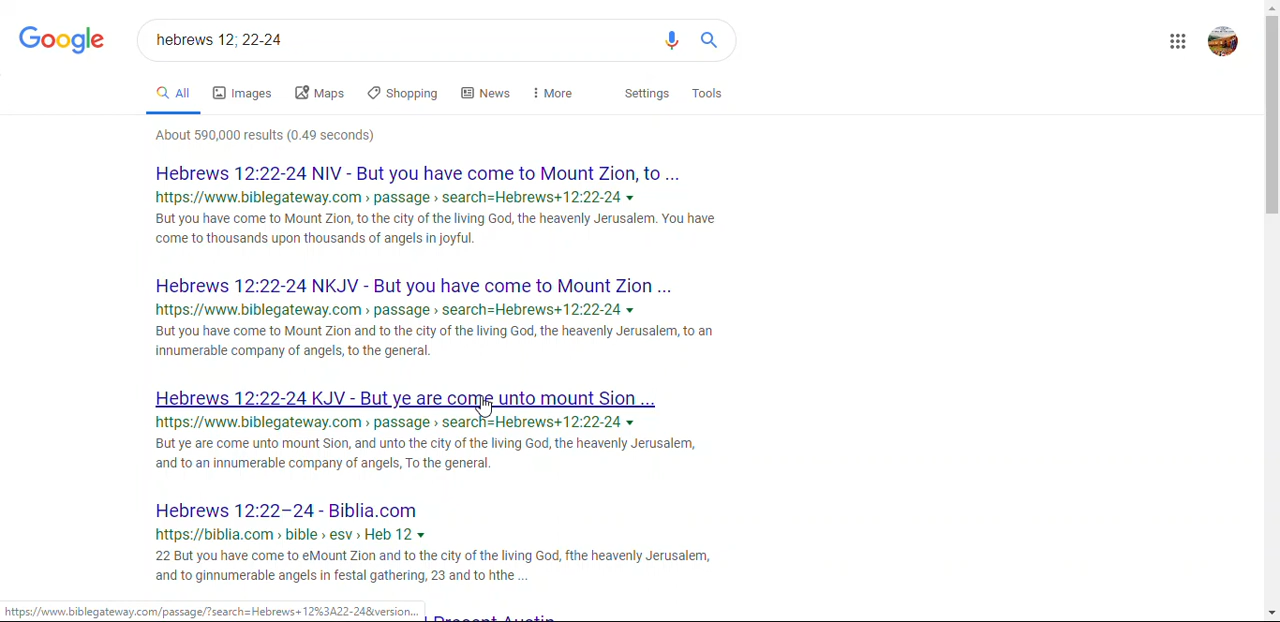 Google
hebrews 12; 22-24
All Images Maps Shopping News More Settings Tools
About 590,000 results (0.49 seconds)
Hebrews 12:22-24 NIV - But you have come to Mount Zion, to ...
https://www.biblegateway.com › passage › search=Hebrews+12:22-24
But you have come to Mount Zion, to the city of the living God, the heavenly Jerusalem. You have
come to thousands upon thousands of angels in joyful.
Hebrews 12:22-24 NKJV - But you have come to Mount Zion ...
https://www.biblegateway.com › passage › search=Hebrews+12:22-24
But you have come to Mount Zion and to the city of the living God, the heavenly Jerusalem, to an
innumerable company of angels, to the general.
Hebrews 12:22-24 KJV - But ye are come unto mount Sion ...
https://www.biblegateway.com › passage › search=Hebrews+12:22-24
But ye are come unto mount Sion, and unto the city of the living God, the heavenly Jerusalem,
and to an innumerable company of angels, To the general.
Hebrews 12:22–24 - Biblia.com
https://biblia.com › bible › esv › Heb 12
22 But you have come to eMount Zion and to the city of the living God, fthe heavenly Jerusalem,
and to ginnumerable angels in festal gathering, 23 and to hthe ...
https://www.biblegateway.com/passage/?search=Hebrews+12%3A22-24&version...